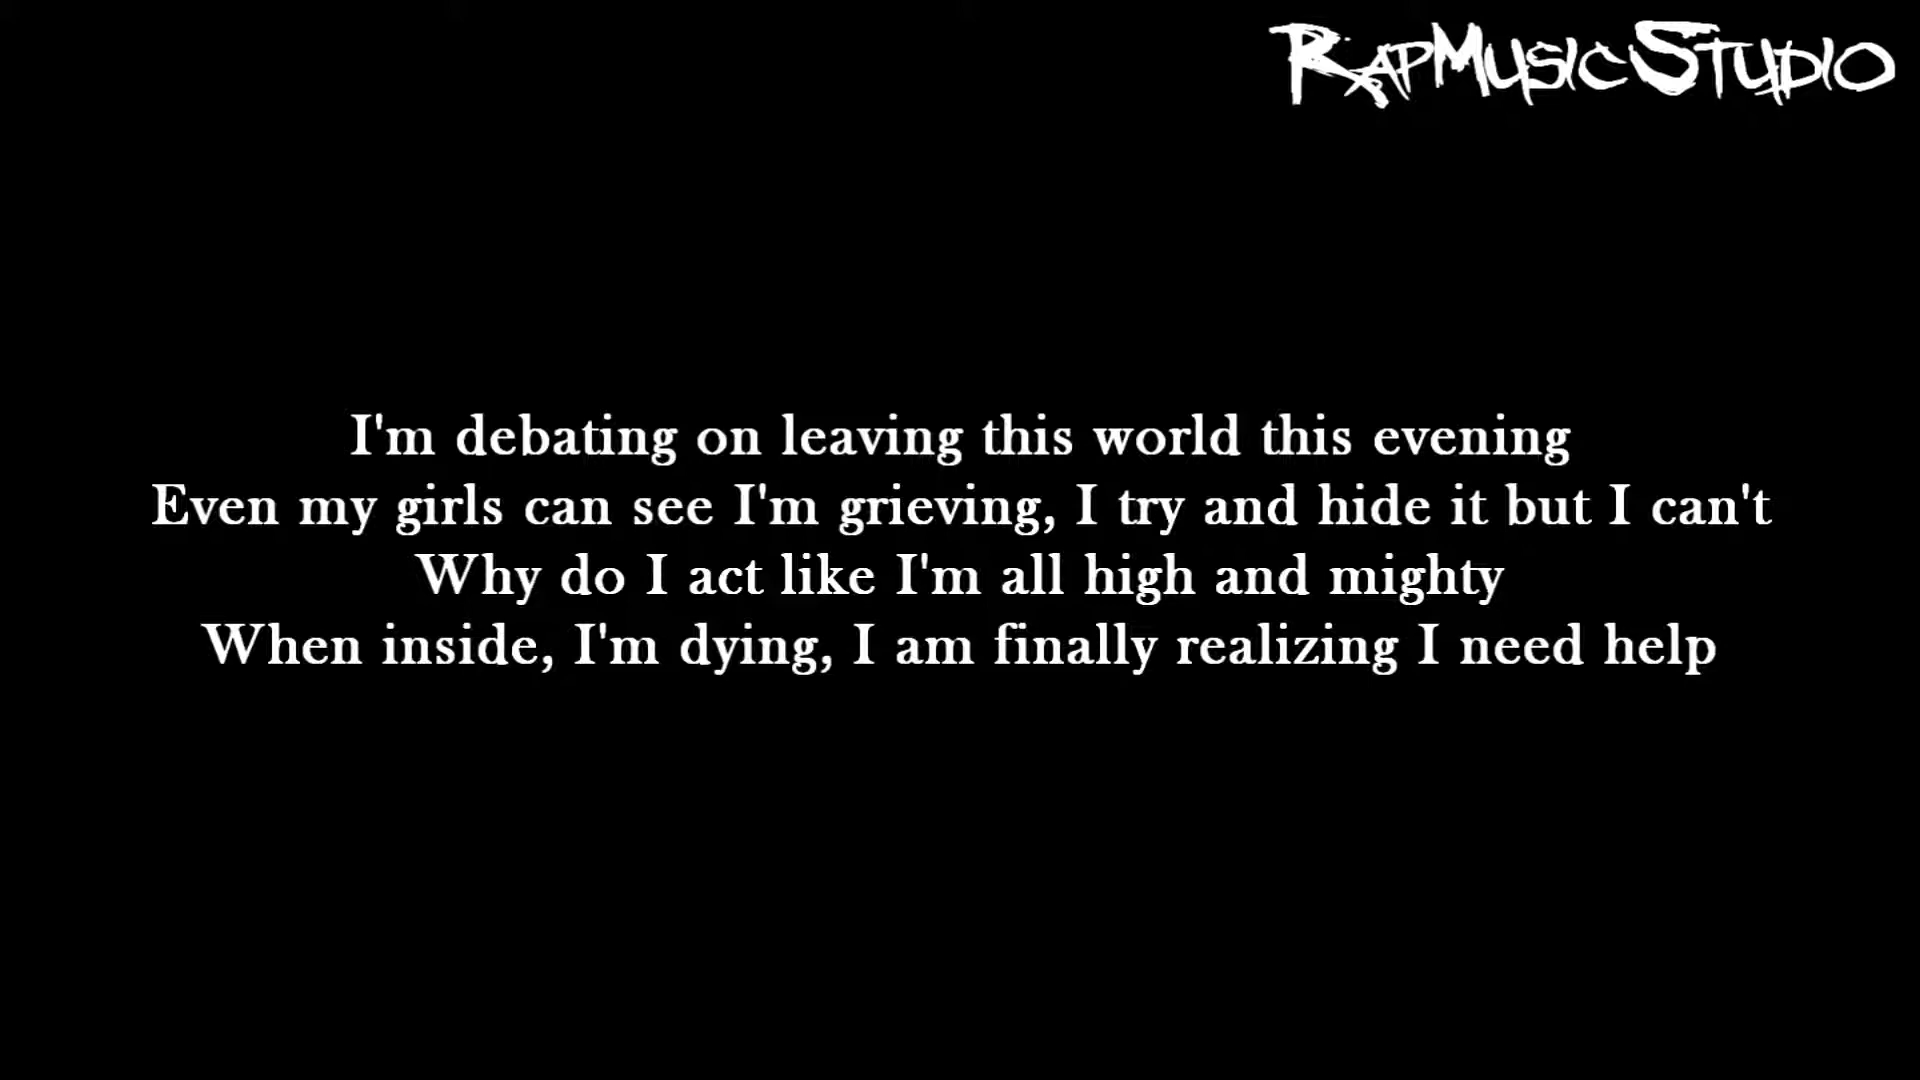 RapMusicStudio
I'm debating on leaving this world this evening
Even my girls can see I'm grieving, I try and hide it but I can't
Why do I act like I'm all high and mighty
When inside, I'm dying, I am finally realizing I need help